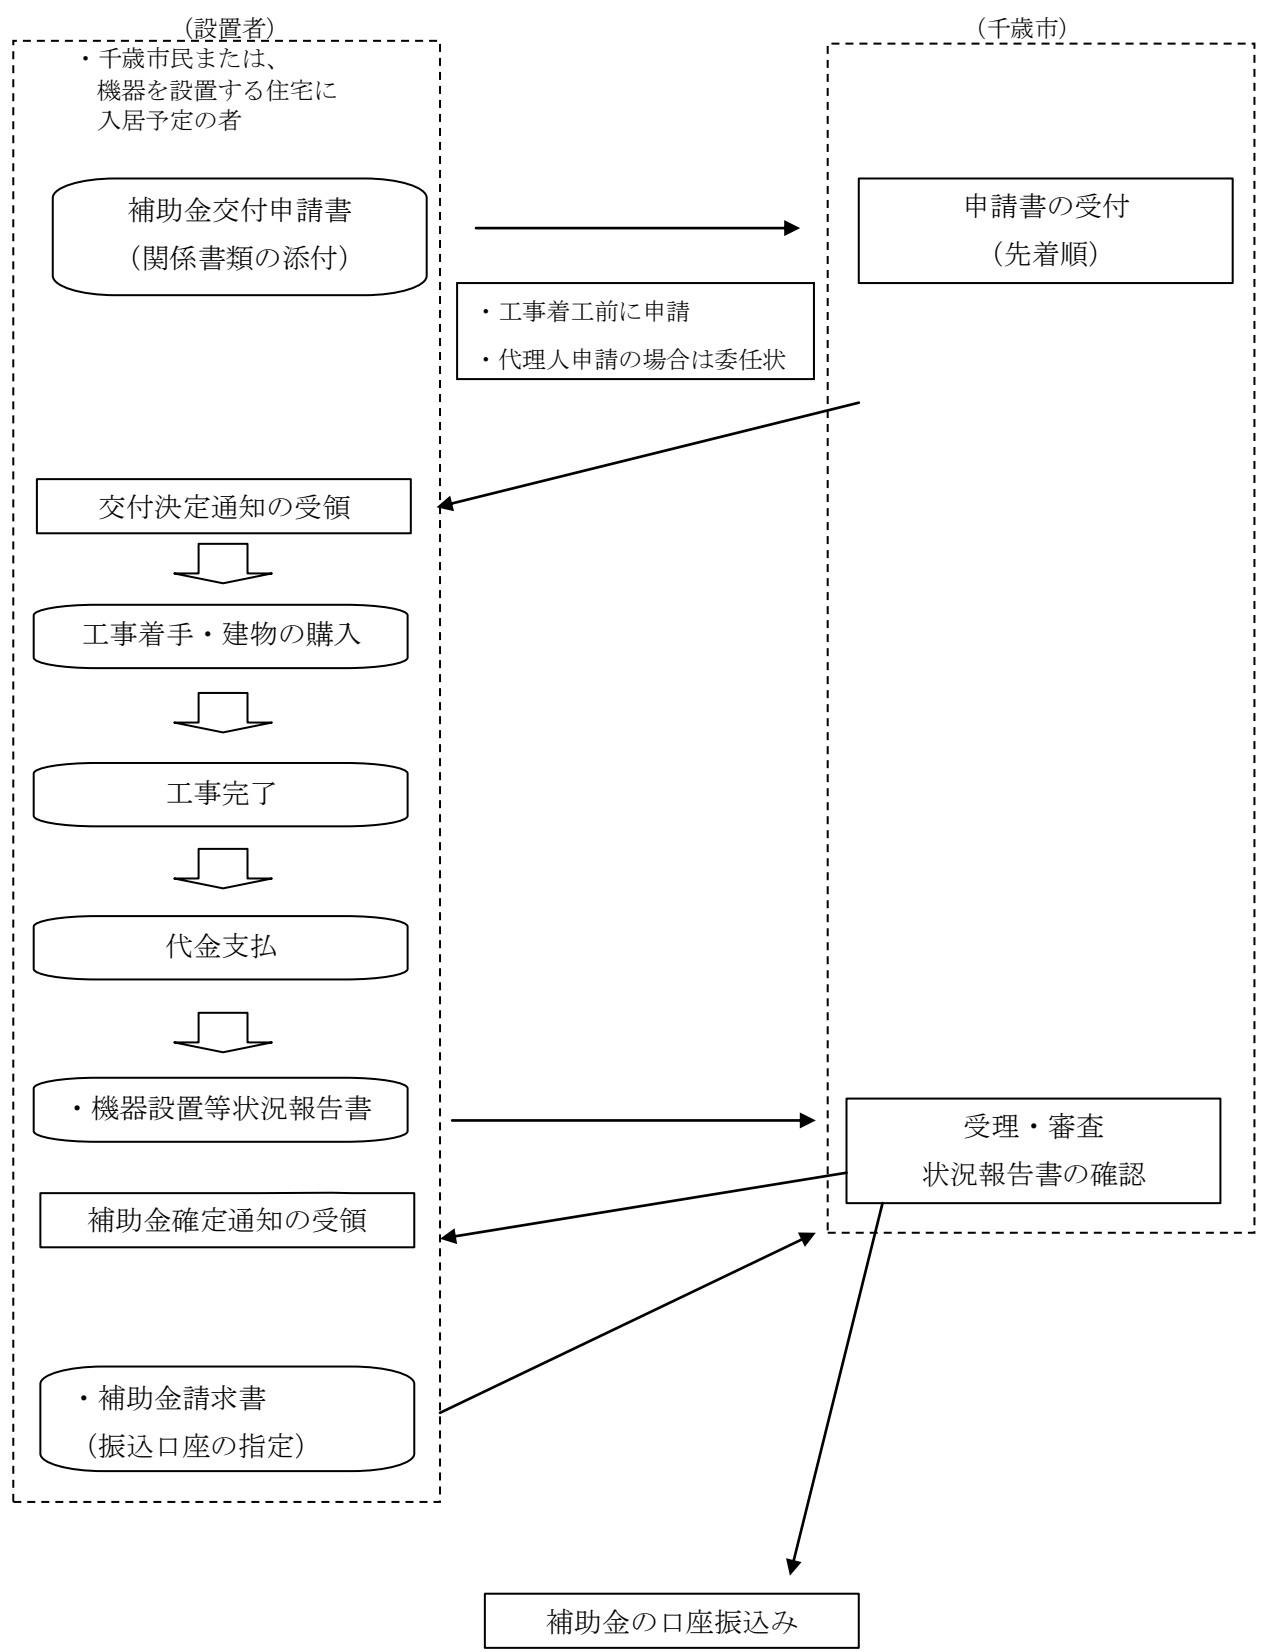 （設置者）
（千歳市）
・千歳市民または、
機器を設置する住宅に
入居予定の者
補助金交付申請書
（関係書類の添付）
申請書の受付
（先着順）
・工事着工前に申請
・代理人申請の場合は委任状
交付決定通知の受領
工事着手・建物の購入
工事完了
代金支払
・機器設置等状況報告書
受理・審査
状況報告書の確認
補助金確定通知の受領
・補助金請求書
（振込口座の指定）
補助金の口座振込み